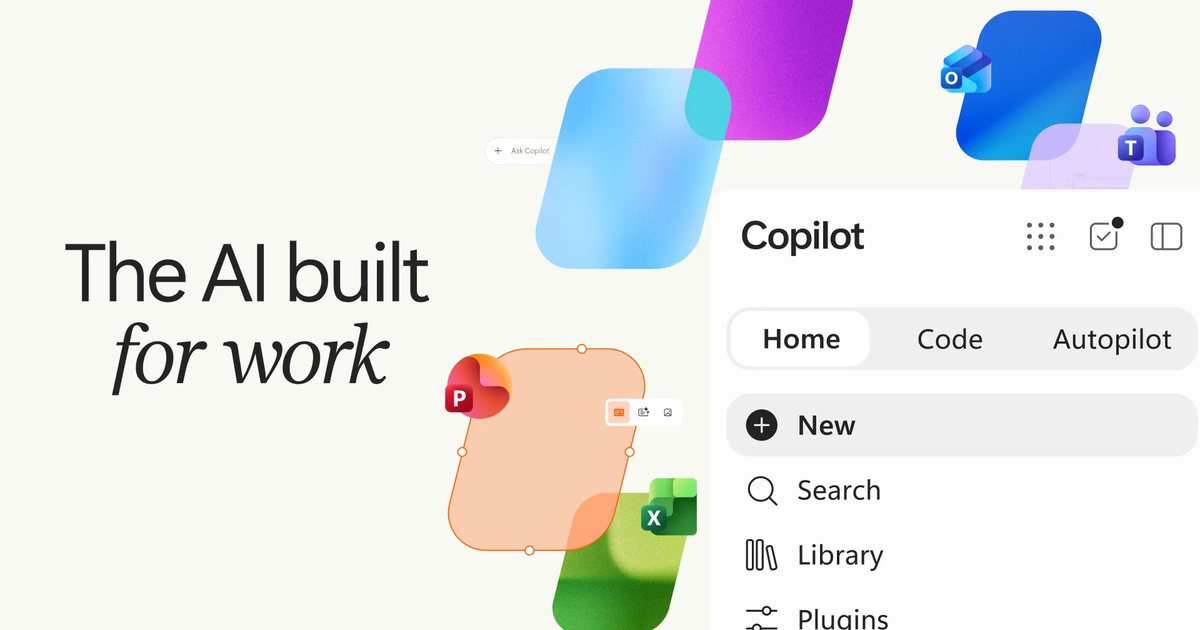 The AI built
for work
Ask Copilot
O
T
P
X
Copilot
Home
Code
Autopilot
New
Search
Library
Plugins